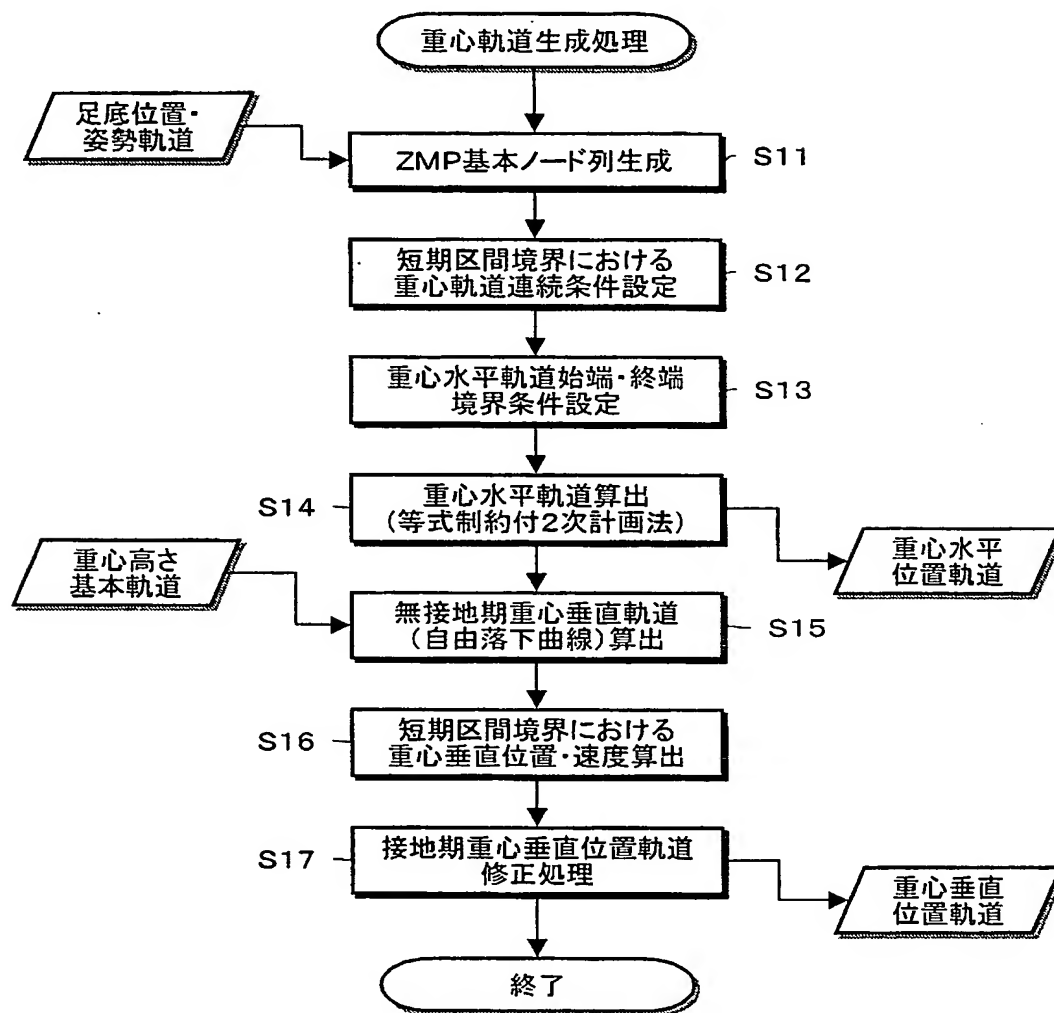 重心軌道生成処理
足底位置・
姿勢軌道
ZMP基本ノード列生成
S11
短期区間境界における
重心軌道連続条件設定
S12
重心水平軌道始端・終端
境界条件設定
S13
S14
重心水平軌道算出
(等式制約付2次計画法)
重心水平
位置軌道
重心高さ
基本軌道
無接地期重心垂直軌道
(自由落下曲線)算出
S15
S16
短期区間境界における
重心垂直位置・速度算出
S17
接地期重心垂直位置軌道
修正処理
重心垂直
位置軌道
終了